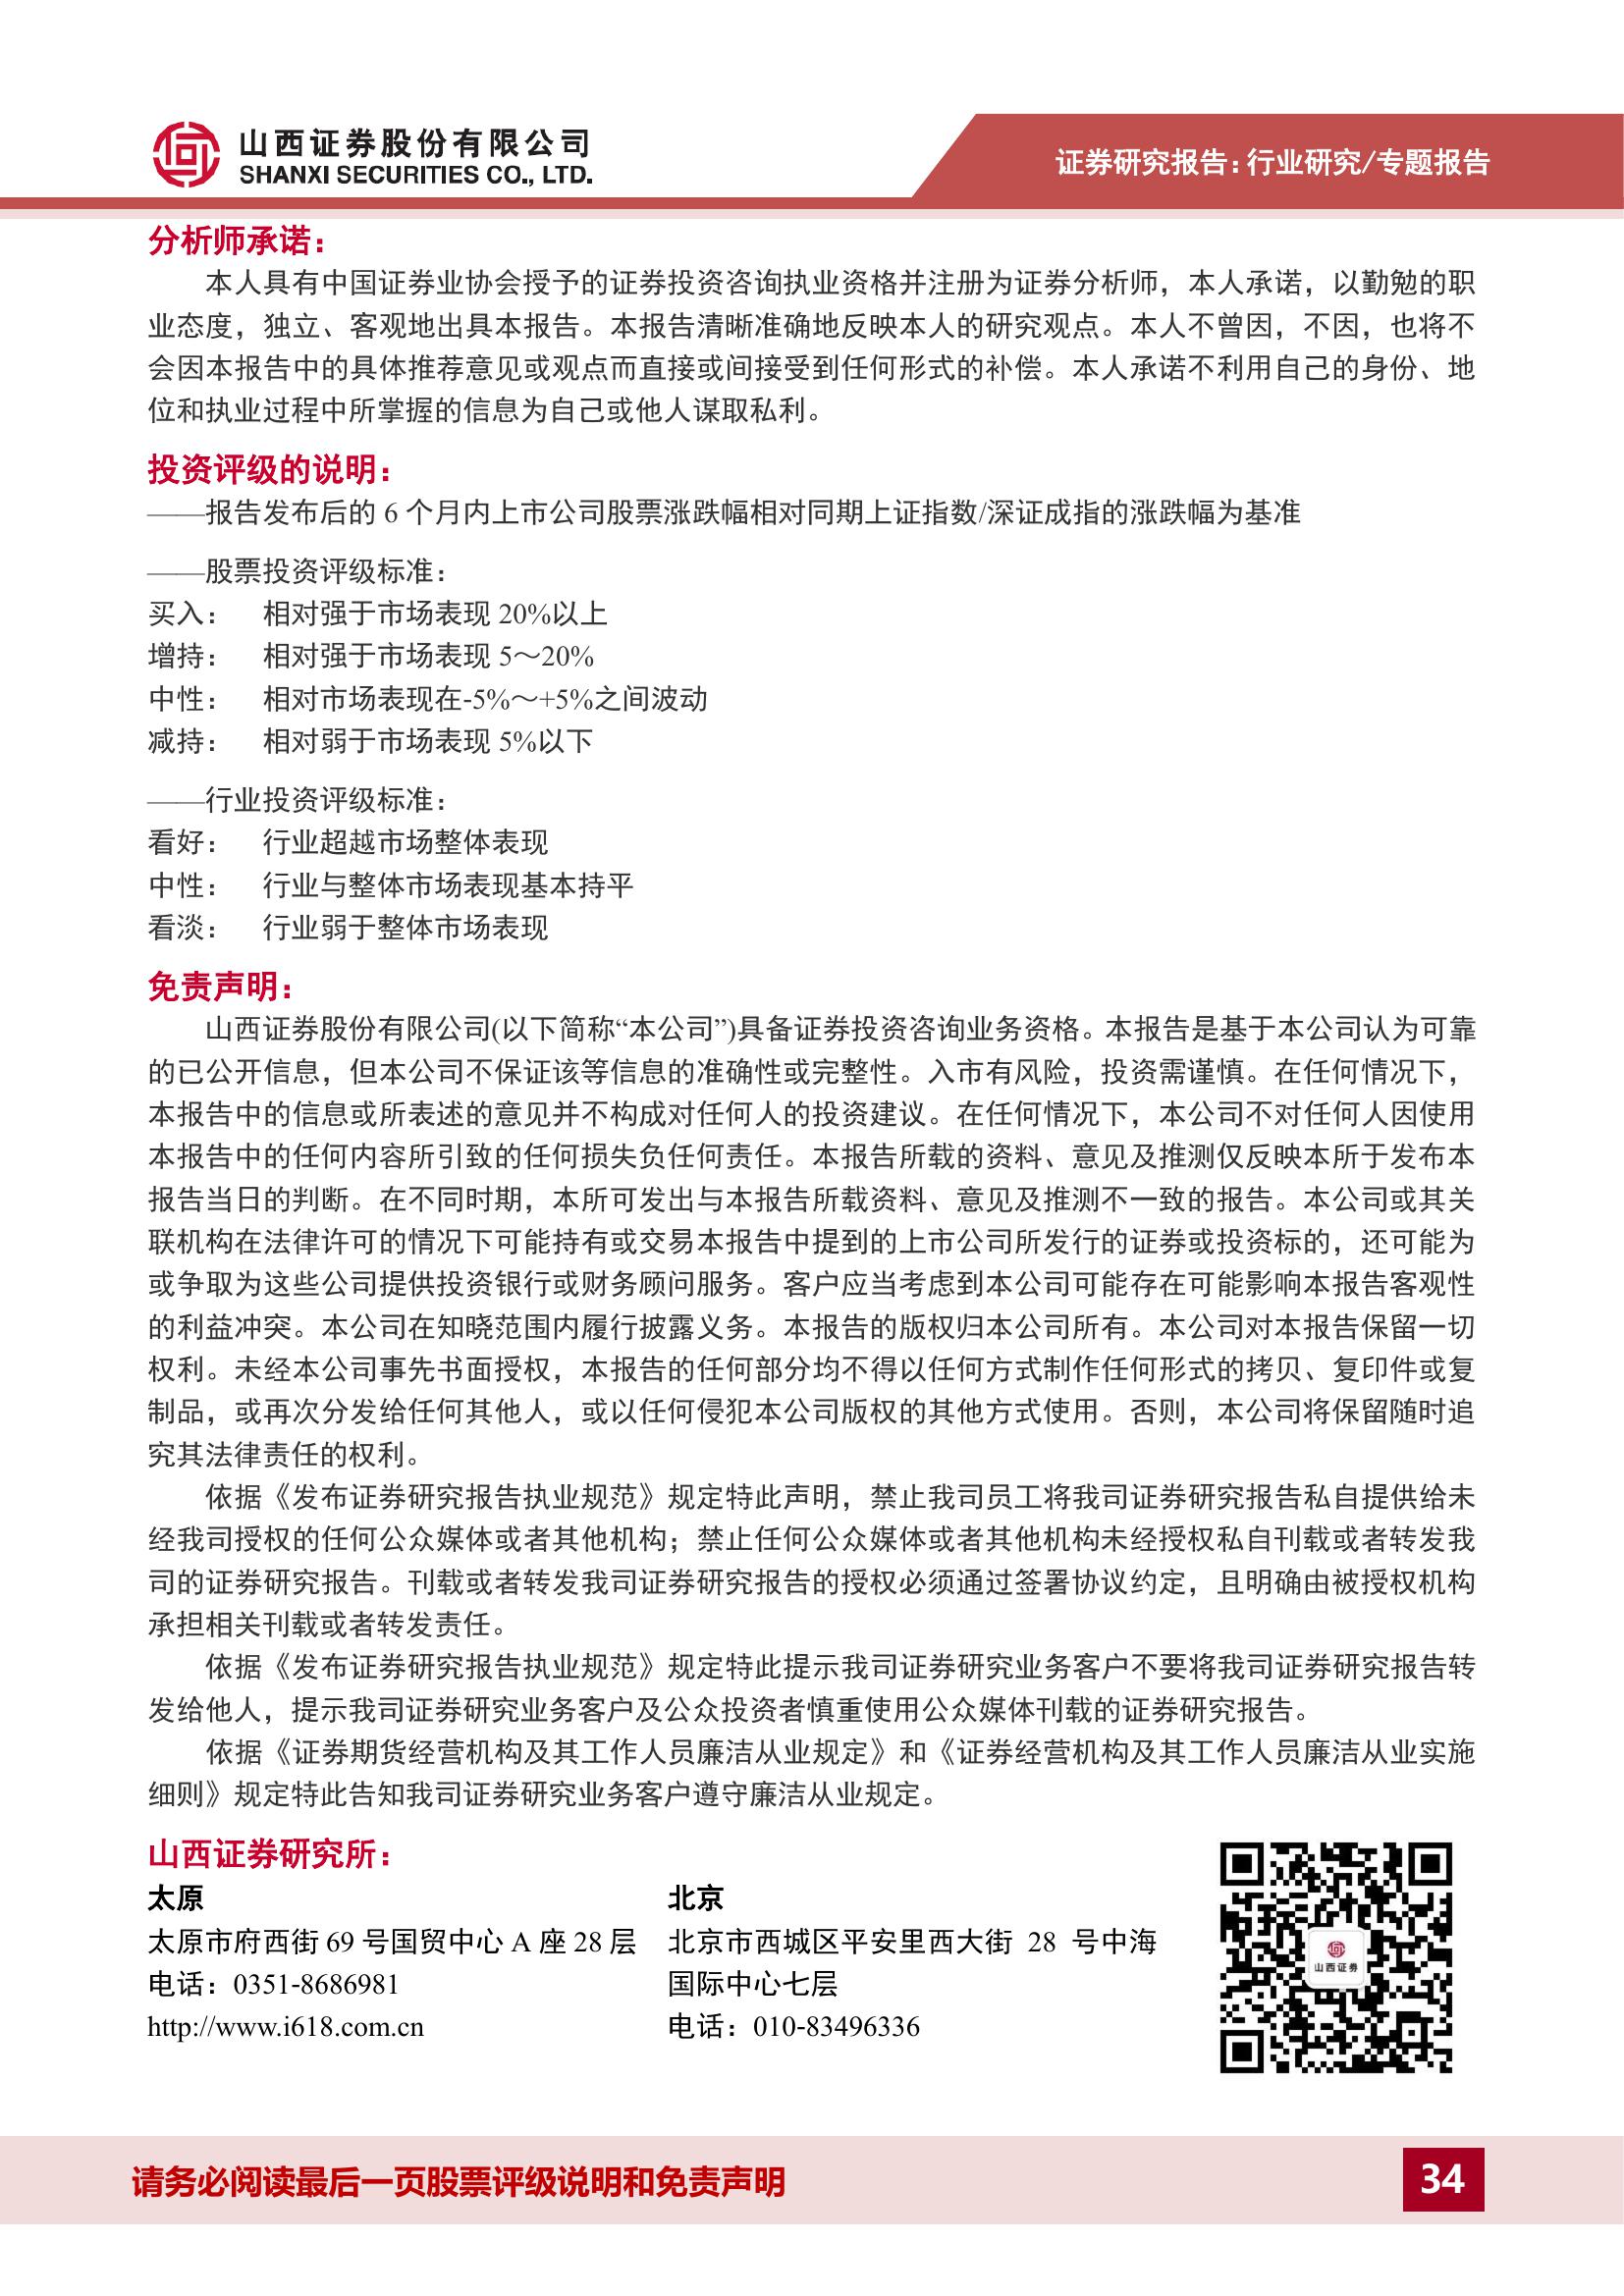 山西证券股份有限公司
SHANXI SECURITIES CO., LTD.
证券研究报告:行业研究/专题报告
分析师承诺：
本人具有中国证券业协会授予的证券投资咨询执业资格并注册为证券分析师，本人承诺，以勤勉的职
业态度，独立、客观地出具本报告。本报告清晰准确地反映本人的研究观点。本人不曾因，不因，也将不
会因本报告中的具体推荐意见或观点而直接或间接受到任何形式的补偿。本人承诺不利用自己的身份、地
位和执业过程中所掌握的信息为自己或他人谋取私利。
投资评级的说明：
——报告发布后的 6 个月内上市公司股票涨跌幅相对同期上证指数/深证成指的涨跌幅为基准
——股票投资评级标准：
买入： 相对强于市场表现 20%以上
增持： 相对强于市场表现 5～20%
中性： 相对市场表现在-5%～+5%之间波动
减持： 相对弱于市场表现 5%以下
——行业投资评级标准：
看好： 行业超越市场整体表现
中性： 行业与整体市场表现基本持平
看淡： 行业弱于整体市场表现
免责声明：
山西证券股份有限公司(以下简称“本公司”)具备证券投资咨询业务资格。本报告是基于本公司认为可靠
的已公开信息，但本公司不保证该等信息的准确性或完整性。入市有风险，投资需谨慎。在任何情况下，
本报告中的信息或所表述的意见并不构成对任何人的投资建议。在任何情况下，本公司不对任何人因使用
本报告中的任何内容所引致的任何损失负任何责任。本报告所载的资料、意见及推测仅反映本所于发布本
报告当日的判断。在不同时期，本所可发出与本报告所载资料、意见及推测不一致的报告。本公司或其关
联机构在法律许可的情况下可能持有或交易本报告中提到的上市公司所发行的证券或投资标的，还可能为
或争取为这些公司提供投资银行或财务顾问服务。客户应当考虑到本公司可能存在可能影响本报告客观性
的利益冲突。本公司在知晓范围内履行披露义务。本报告的版权归本公司所有。本公司对本报告保留一切
权利。未经本公司事先书面授权，本报告的任何部分均不得以任何方式制作任何形式的拷贝、复印件或复
制品，或再次分发给任何其他人，或以任何侵犯本公司版权的其他方式使用。否则，本公司将保留随时追
究其法律责任的权利。
依据《发布证券研究报告执业规范》规定特此声明，禁止我司员工将我司证券研究报告私自提供给未
经我司授权的任何公众媒体或者其他机构；禁止任何公众媒体或者其他机构未经授权私自刊载或者转发我
司的证券研究报告。刊载或者转发我司证券研究报告的授权必须通过签署协议约定，且明确由被授权机构
承担相关刊载或者转发责任。
依据《发布证券研究报告执业规范》规定特此提示我司证券研究业务客户不要将我司证券研究报告转
发给他人，提示我司证券研究业务客户及公众投资者慎重使用公众媒体刊载的证券研究报告。
依据《证券期货经营机构及其工作人员廉洁从业规定》和《证券经营机构及其工作人员廉洁从业实施
细则》规定特此告知我司证券研究业务客户遵守廉洁从业规定。
山西证券研究所：
太原
太原市府西街 69 号国贸中心 A 座 28 层
电话：0351-8686981
http://www.i618.com.cn
北京
北京市西城区平安里西大街 28 号中海
国际中心七层
电话：010-83496336
山西证券
请务必阅读最后一页股票评级说明和免责声明
34